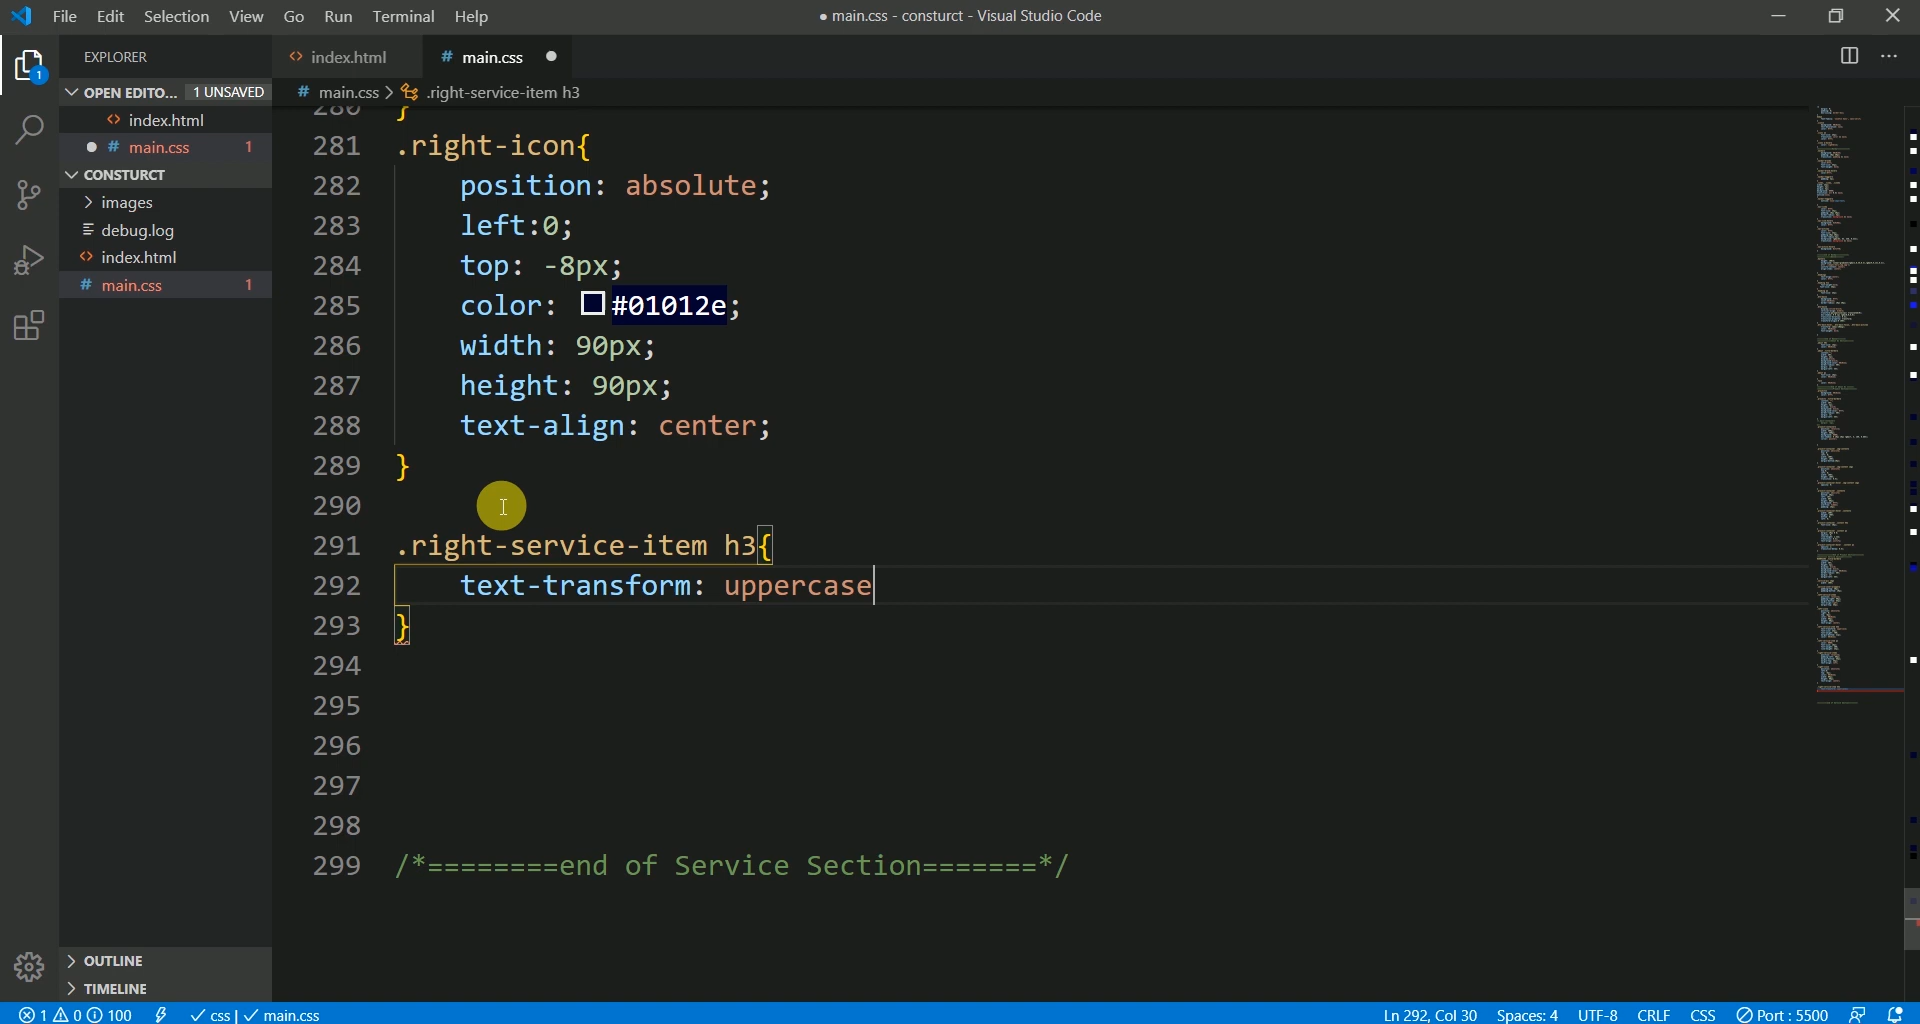 File Edit Selection View Go Run Terminal Help
● main.css - consturct - Visual Studio Code
EXPLORER
index.html
# main.css ●
OPEN EDITO... 1 UNSAVED
# main.css > .right-service-item h3
index.html
● # main.css 1
CONSTURCT
images
debug.log
index.html
# main.css 1
280 }
281 .right-icon{
282 position: absolute;
283 left:0;
284 top: -8px;
285 color: #01012e;
286 width: 90px;
287 height: 90px;
288 text-align: center;
289 }
290
291 .right-service-item h3{
292 text-transform: uppercase
293 }
294
295
296
297
298
299 /*========end of Service Section=======*/
OUTLINE
TIMELINE
1 0 100 css | main.css
Ln 292, Col 30 Spaces: 4 UTF-8 CRLF CSS Port : 5500